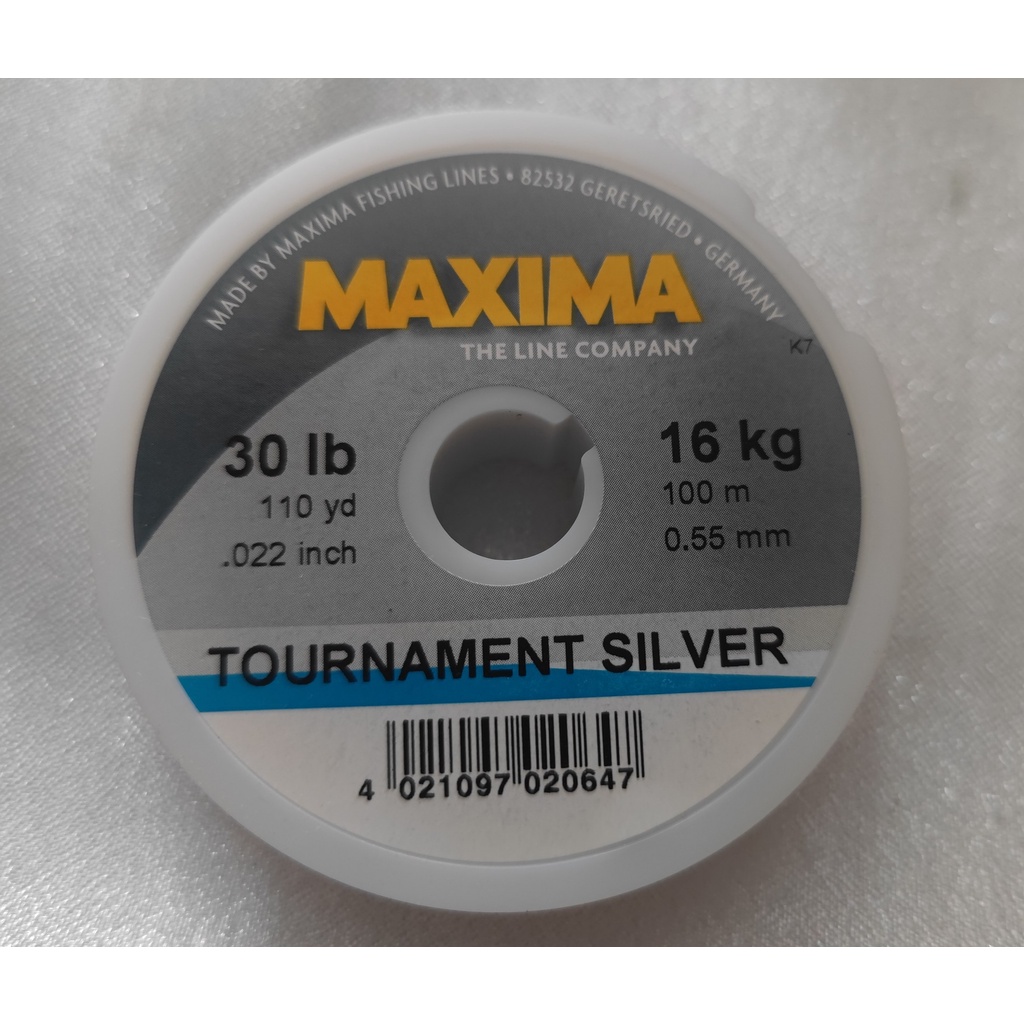 MADE BY MAXIMA FISHING LINES • 82532 GERETSRIED • GERMANY
MAXIMA
THE LINE COMPANY
K7
30 lb
110 yd
.022 inch
16 kg
100 m
0.55 mm
TOURNAMENT SILVER
4 021097 020647